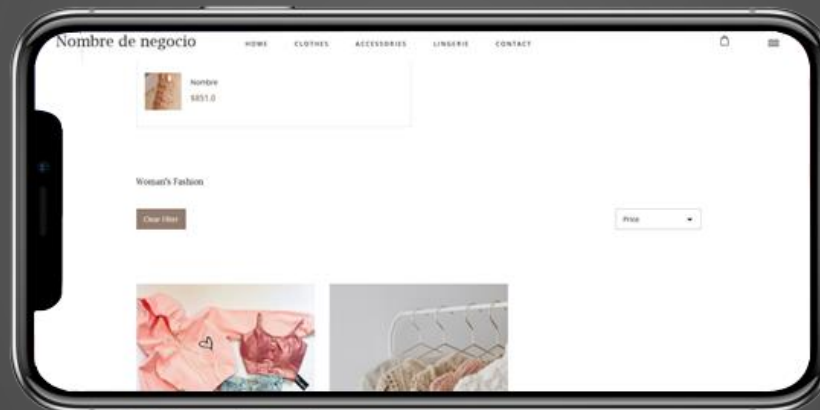 Nombre de negocio
HOME CLOTHES ACCESSORIES LINGERIE CONTACT
Nombre
$851.0
Woman's Fashion
Clear Filter
Price